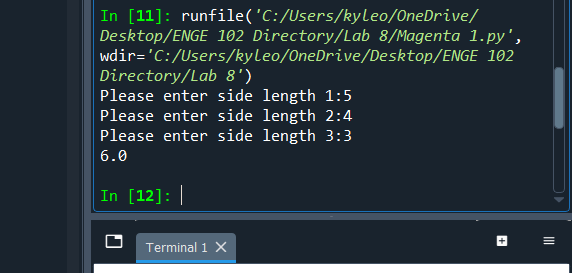 In [11]: runfile('C:/Users/kyleo/OneDrive/
Desktop/ENGE 102 Directory/Lab 8/Magenta 1.py',
wdir='C:/Users/kyleo/OneDrive/Desktop/ENGE 102
Directory/Lab 8')
Please enter side length 1:5
Please enter side length 2:4
Please enter side length 3:3
6.0
In [12]:
Terminal 1